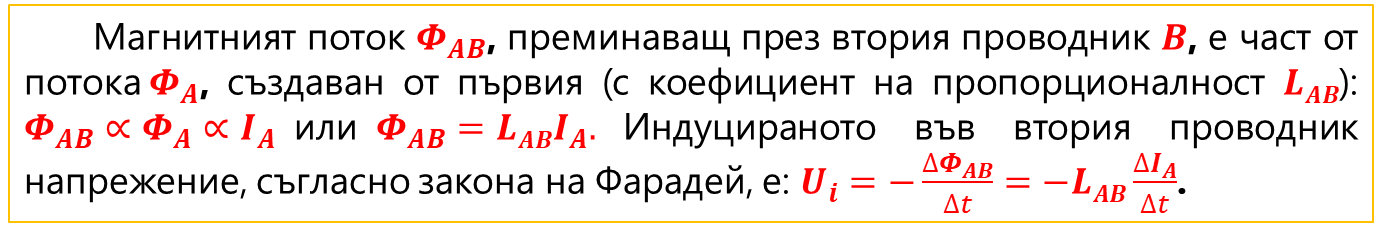 Магнитният поток Φ_AB, преминаващ през втория проводник B, е част от
потока Φ_A, създаван от първия (с коефициент на пропорционалност L_AB):
Φ_AB ∝ Φ_A ∝ I_A или Φ_AB = L_AB I_A. Индуцираното във втория проводник
напрежение, съгласно закона на Фарадей, е: U_i = −ΔΦ_AB/Δt = −L_AB ΔI_A/Δt.